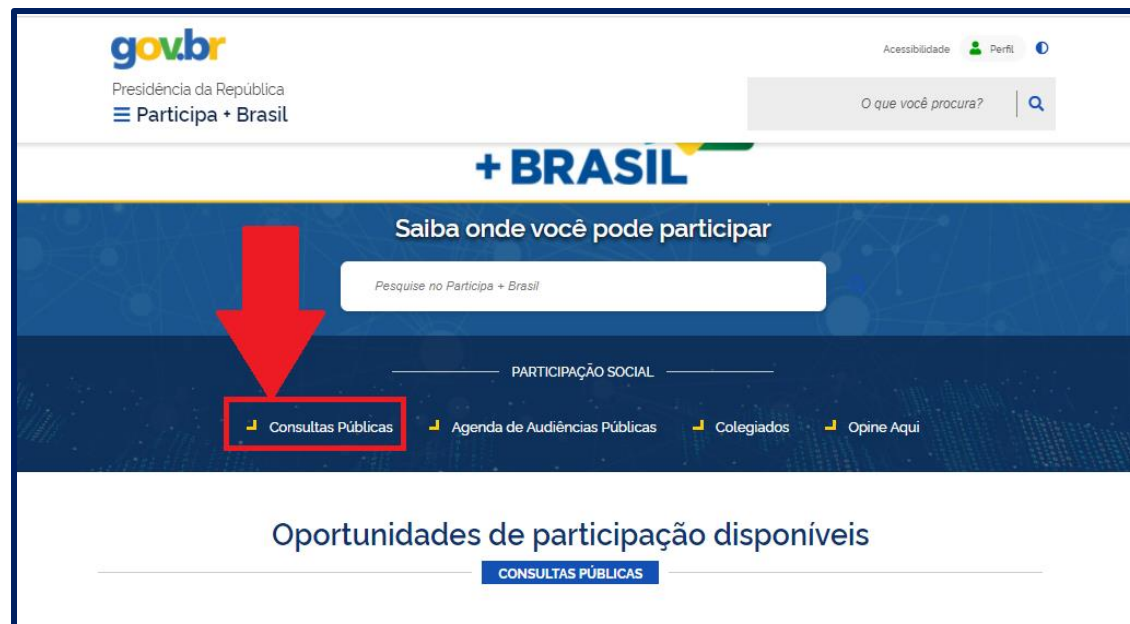 gov.br
Acessibilidade Perfil
Presidência da República
Participa + Brasil
O que você procura?
+ BRASIL
Saiba onde você pode participar
Pesquise no Participa + Brasil
PARTICIPAÇÃO SOCIAL
Consultas Públicas Agenda de Audiências Públicas Colegiados Opine Aqui
Oportunidades de participação disponíveis
CONSULTAS PÚBLICAS